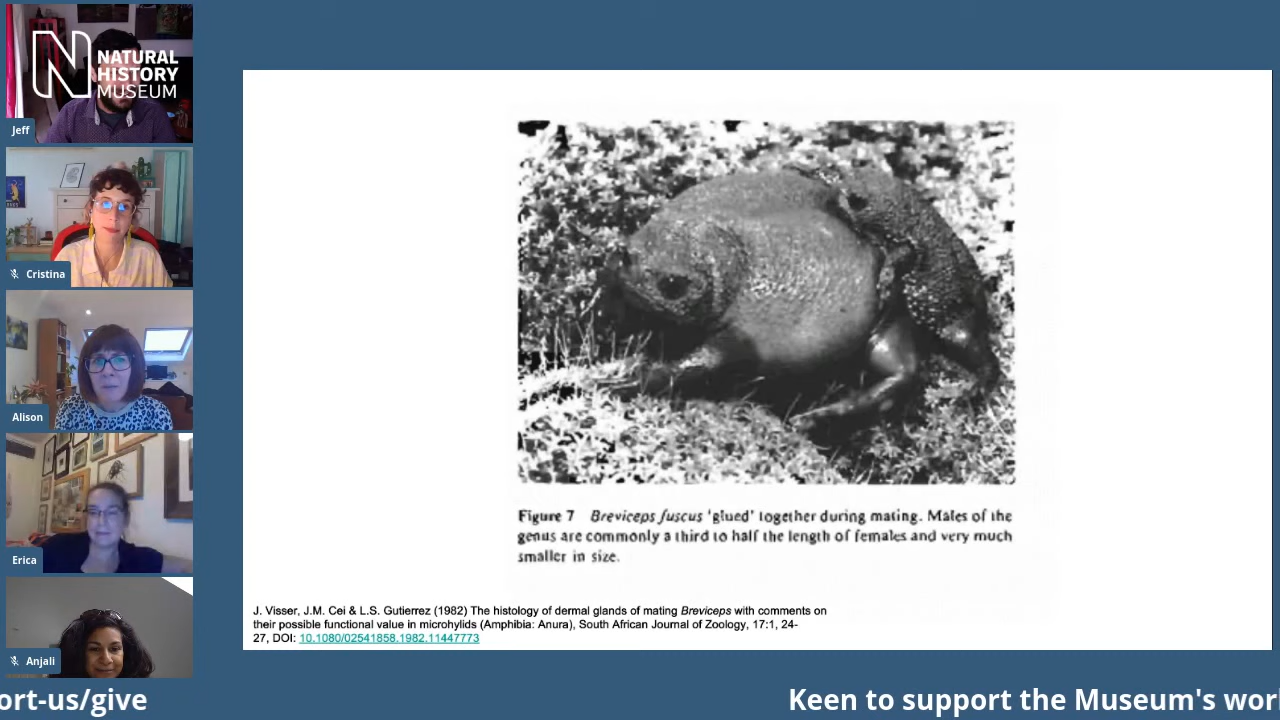 NATURAL
HISTORY
MUSEUM
Jeff
Cristina
Alison
Erica
Anjali
Figure 7 Breviceps fuscus 'glued' together during mating. Males of the
genus are commonly a third to half the length of females and very much
smaller in size.
J. Visser, J.M. Cei & L.S. Gutierrez (1982) The histology of dermal glands of mating Breviceps with comments on
their possible functional value in microhylids (Amphibia: Anura), South African Journal of Zoology, 17:1, 24-
27, DOI: 10.1080/02541858.1982.11447773
ort-us/give
Keen to support the Museum's wor